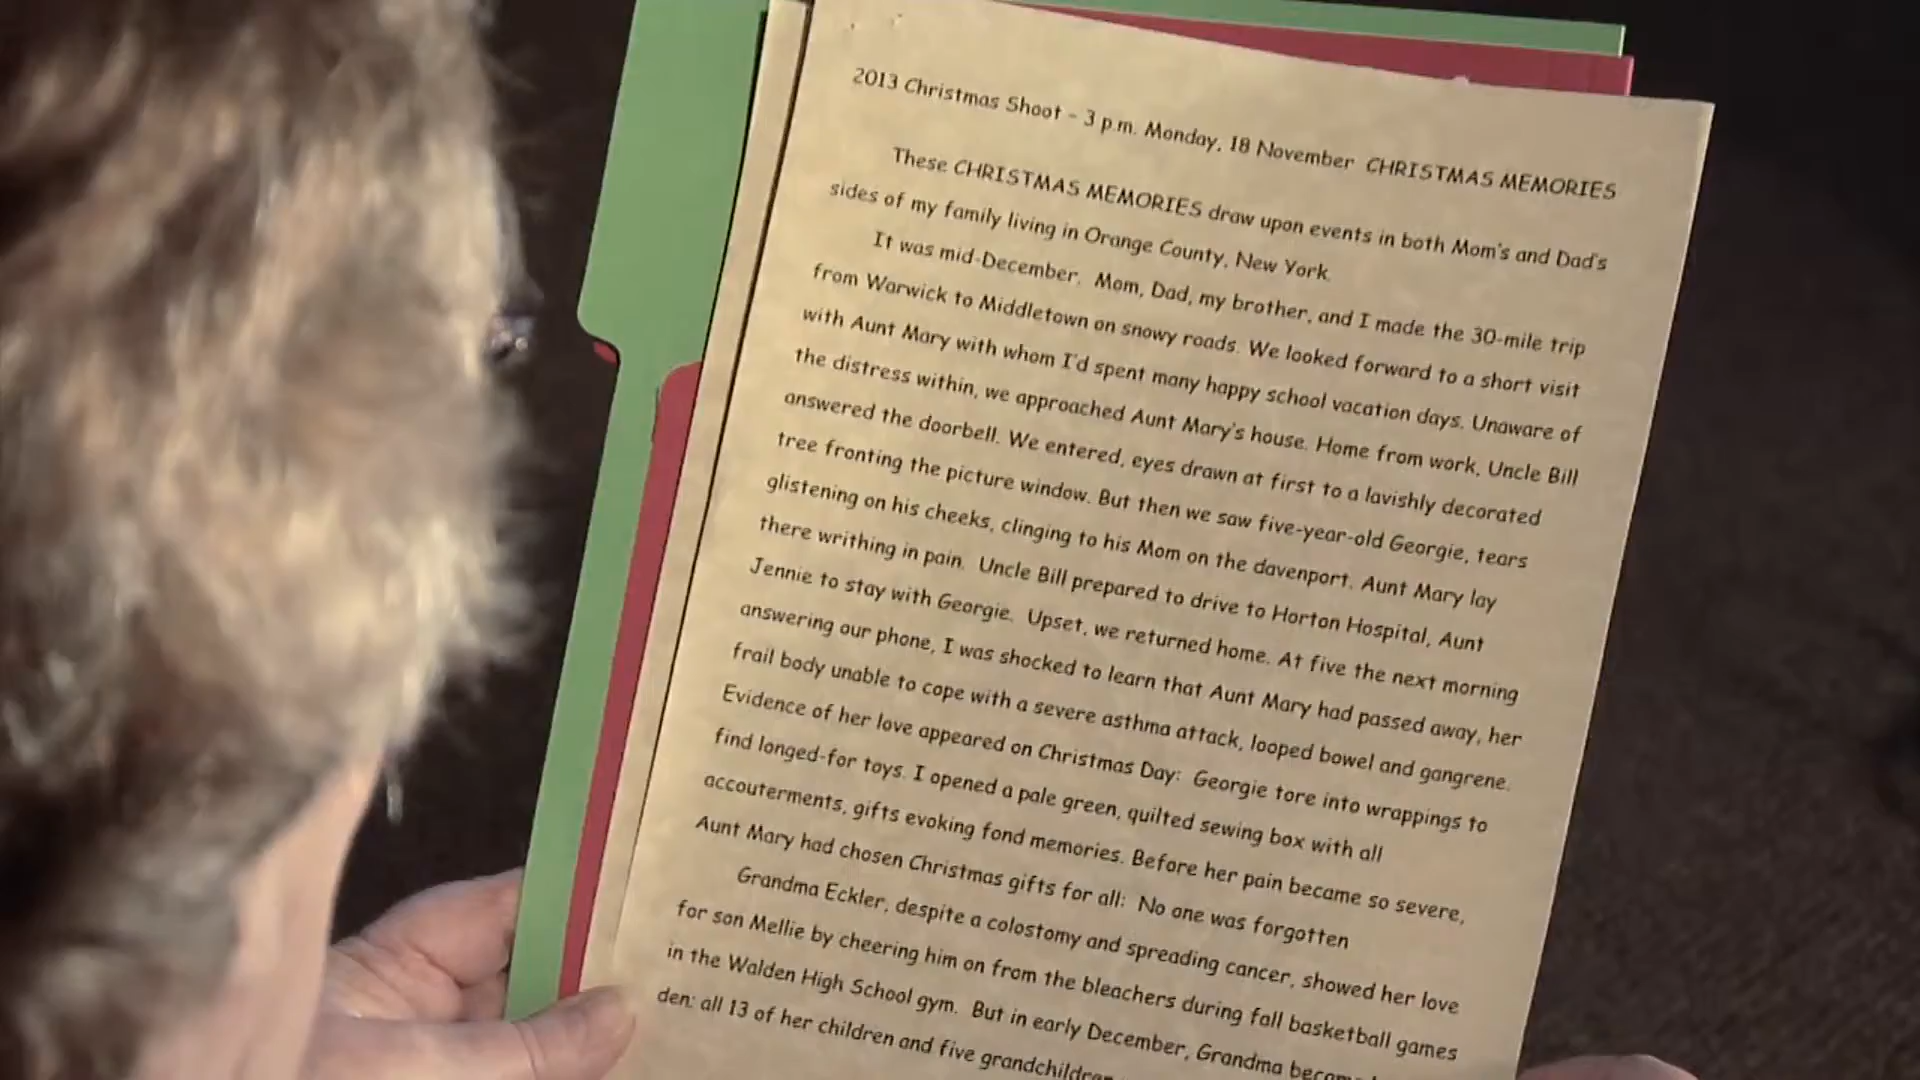 2013 Christmas Shoot - 3 p.m. Monday, 18 November CHRISTMAS MEMORIES
These CHRISTMAS MEMORIES draw upon events in both Mom's and Dad's
sides of my family living in Orange County, New York.
It was mid-December. Mom, Dad, my brother, and I made the 30-mile trip
from Warwick to Middletown on snowy roads. We looked forward to a short visit
with Aunt Mary with whom I'd spent many happy school vacation days. Unaware of
the distress within, we approached Aunt Mary's house. Home from work, Uncle Bill
answered the doorbell. We entered, eyes drawn at first to a lavishly decorated
tree fronting the picture window. But then we saw five-year-old Georgie, tears
glistening on his cheeks, clinging to his Mom on the davenport. Aunt Mary lay
there writhing in pain. Uncle Bill prepared to drive to Horton Hospital, Aunt
Jennie to stay with Georgie. Upset, we returned home. At five the next morning
answering our phone, I was shocked to learn that Aunt Mary had passed away, her
frail body unable to cope with a severe asthma attack, looped bowel and gangrene.
Evidence of her love appeared on Christmas Day: Georgie tore into wrappings to
find longed-for toys. I opened a pale green, quilted sewing box with all
accouterments, gifts evoking fond memories. Before her pain became so severe,
Aunt Mary had chosen Christmas gifts for all: No one was forgotten
Grandma Eckler, despite a colostomy and spreading cancer, showed her love
for son Mellie by cheering him on from the bleachers during fall basketball games
in the Walden High School gym. But in early December, Grandma became
den: all 13 of her children and five grandchildren